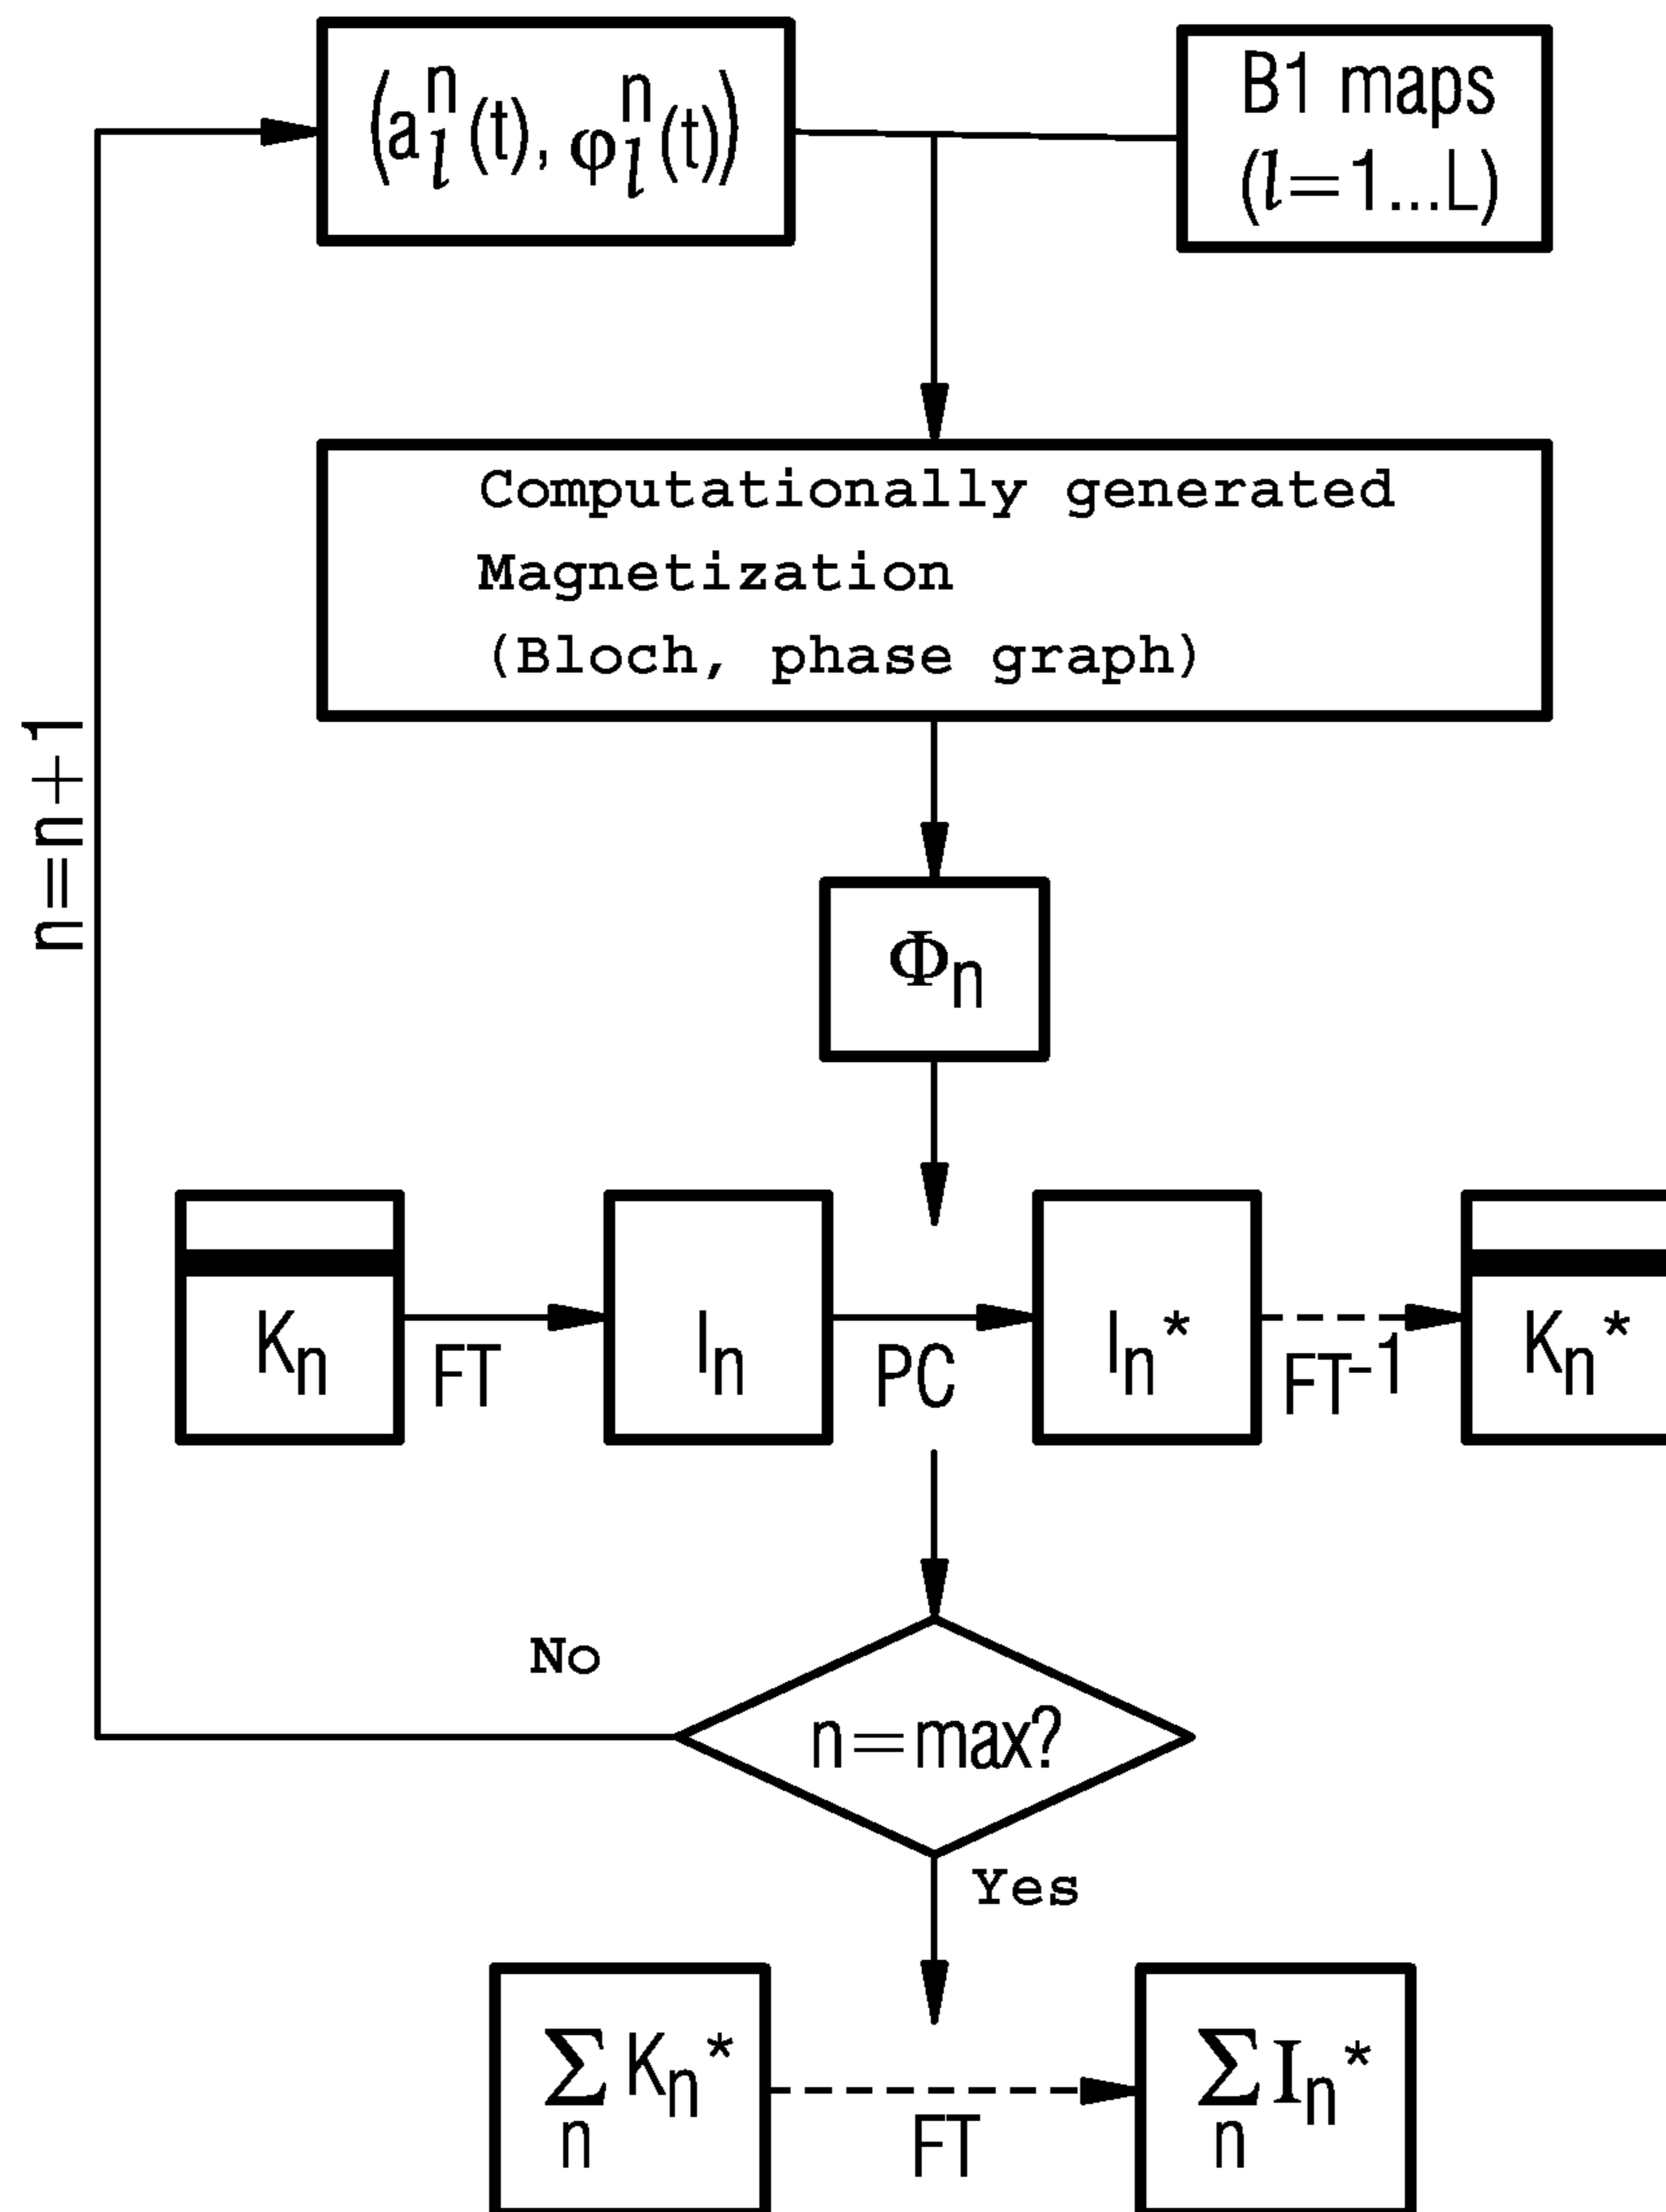 (a_l^n(t), φ_l^n(t))
B1 maps
(l=1...L)
Computationally generated
Magnetization
(Bloch, phase graph)
n=n+1
Φn
Kn
FT
In
PC
In*
FT-1
Kn*
No
n=max?
Yes
∑ Kn*
n
FT
∑ In*
n